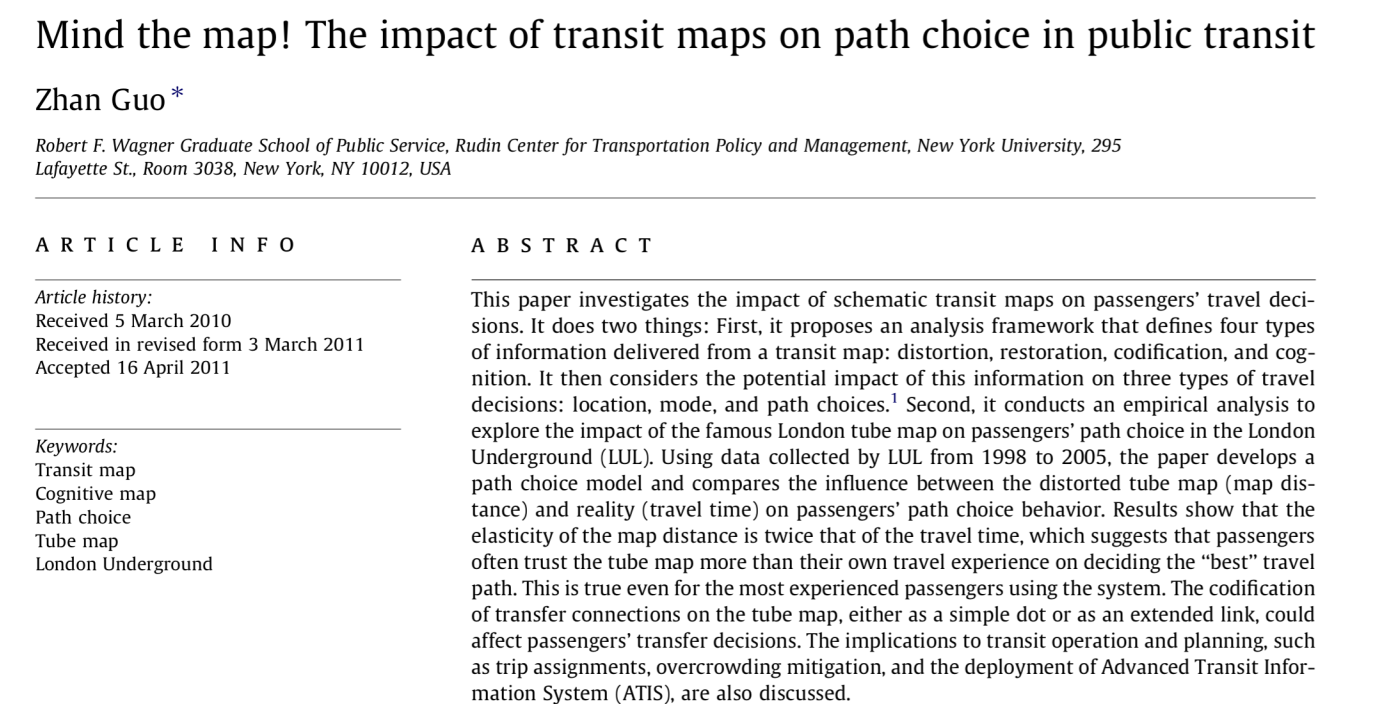 Mind the map! The impact of transit maps on path choice in public transit
Zhan Guo *
Robert F. Wagner Graduate School of Public Service, Rudin Center for Transportation Policy and Management, New York University, 295
Lafayette St., Room 3038, New York, NY 10012, USA
ARTICLE INFO
Article history:
Received 5 March 2010
Received in revised form 3 March 2011
Accepted 16 April 2011
Keywords:
Transit map
Cognitive map
Path choice
Tube map
London Underground
ABSTRACT
This paper investigates the impact of schematic transit maps on passengers' travel deci-
sions. It does two things: First, it proposes an analysis framework that defines four types
of information delivered from a transit map: distortion, restoration, codification, and cog-
nition. It then considers the potential impact of this information on three types of travel
decisions: location, mode, and path choices.1 Second, it conducts an empirical analysis to
explore the impact of the famous London tube map on passengers' path choice in the London
Underground (LUL). Using data collected by LUL from 1998 to 2005, the paper develops a
path choice model and compares the influence between the distorted tube map (map dis-
tance) and reality (travel time) on passengers' path choice behavior. Results show that the
elasticity of the map distance is twice that of the travel time, which suggests that passengers
often trust the tube map more than their own travel experience on deciding the "best" travel
path. This is true even for the most experienced passengers using the system. The codification
of transfer connections on the tube map, either as a simple dot or as an extended link, could
affect passengers' transfer decisions. The implications to transit operation and planning, such
as trip assignments, overcrowding mitigation, and the deployment of Advanced Transit Infor-
mation System (ATIS), are also discussed.